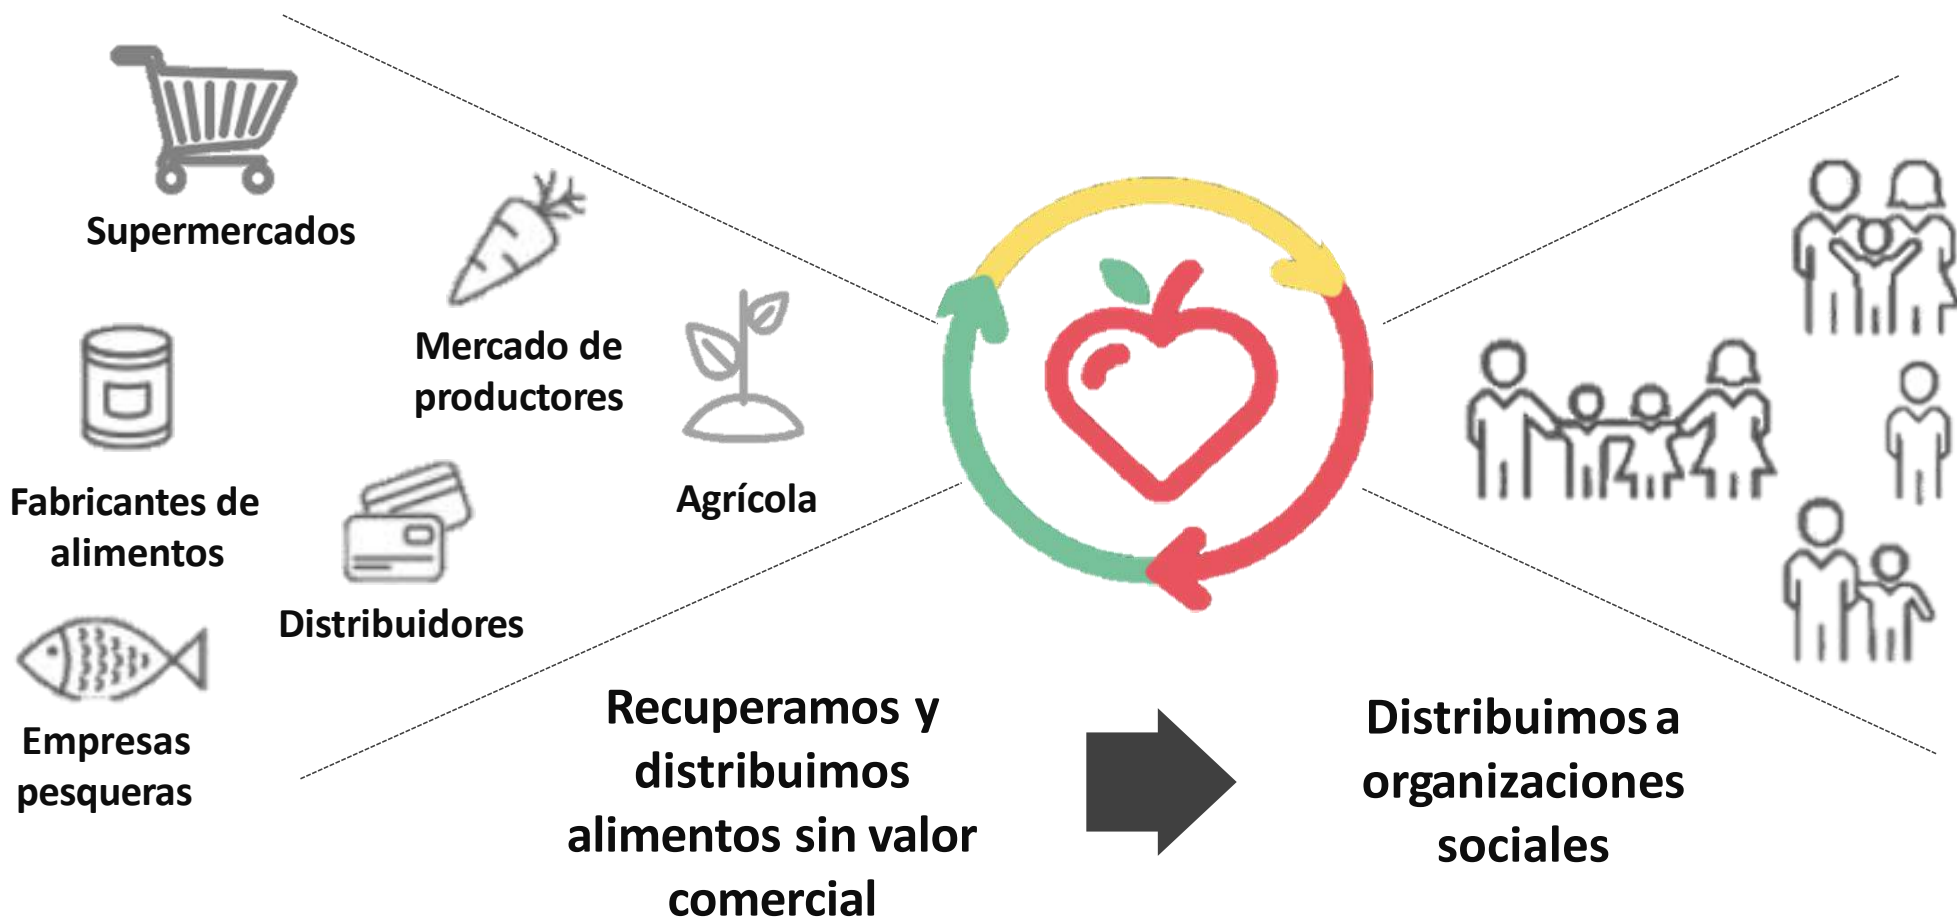 Supermercados
Mercado de
productores
Agrícola
Fabricantes de
alimentos
Distribuidores
Empresas
pesqueras
Recuperamos y
distribuimos
alimentos sin valor
comercial
Distribuimos a
organizaciones
sociales